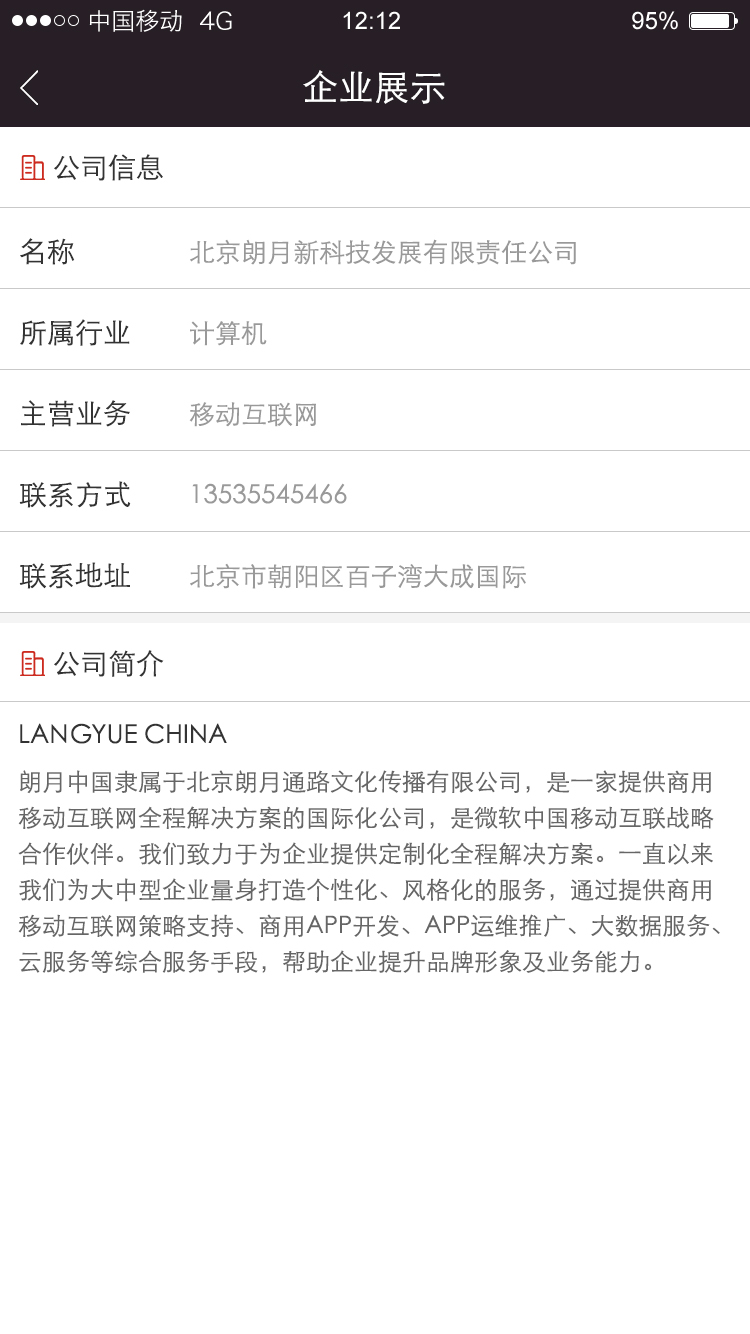 中国移动 4G 12:12 95%
企业展示
公司信息
名称 北京朗月新科技发展有限责任公司
所属行业 计算机
主营业务 移动互联网
联系方式 13535545466
联系地址 北京市朝阳区百子湾大成国际
公司简介
LANGYUE CHINA
朗月中国隶属于北京朗月通路文化传播有限公司，是一家提供商用
移动互联网全程解决方案的国际化公司，是微软中国移动互联战略
合作伙伴。我们致力于为企业提供定制化全程解决方案。一直以来
我们为大中型企业量身打造个性化、风格化的服务，通过提供商用
移动互联网策略支持、商用APP开发、APP运维推广、大数据服务、
云服务等综合服务手段，帮助企业提升品牌形象及业务能力。